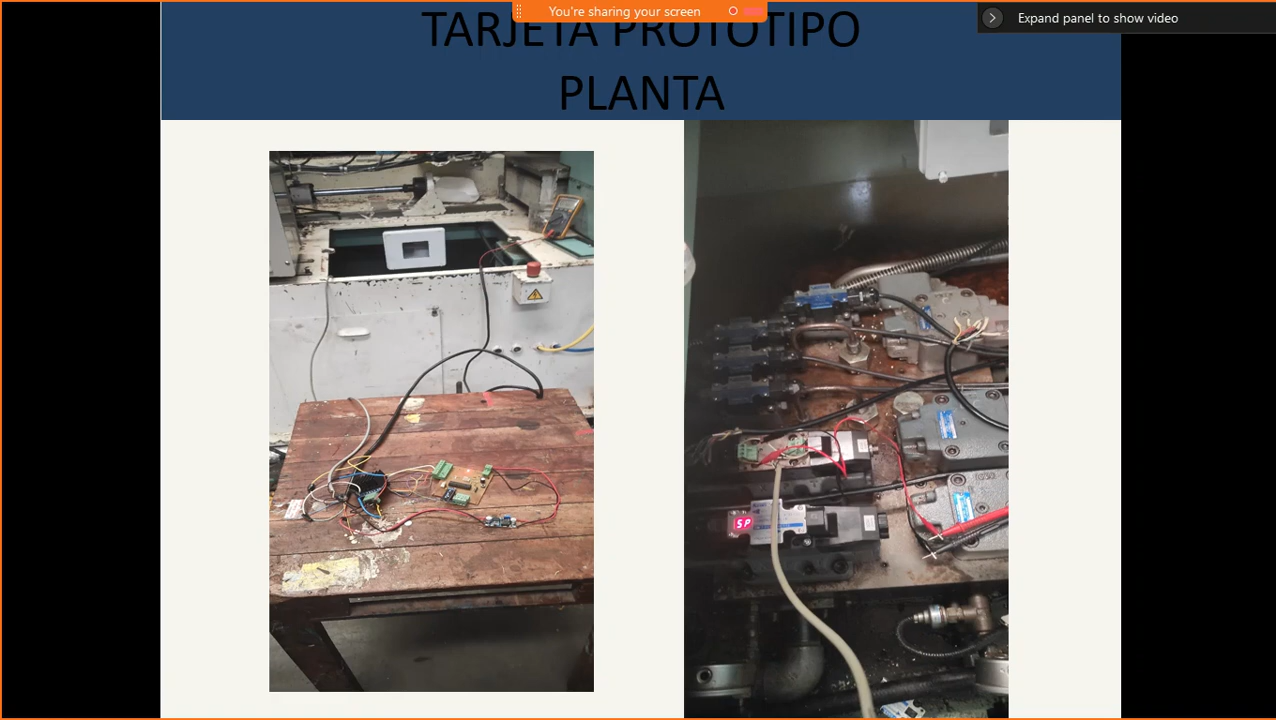 You're sharing your screen
Expand panel to show video
TARJETA PROTOTIPO
PLANTA
SP